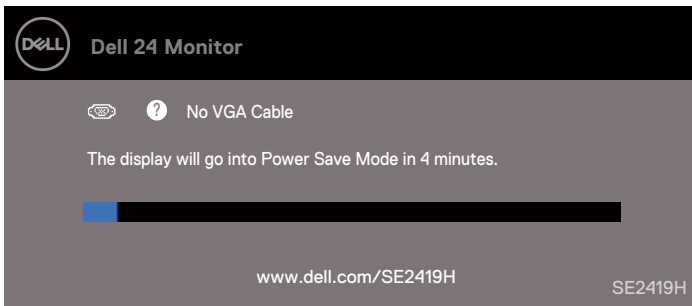 DELL
Dell 24 Monitor
? No VGA Cable
The display will go into Power Save Mode in 4 minutes.
www.dell.com/SE2419H
SE2419H